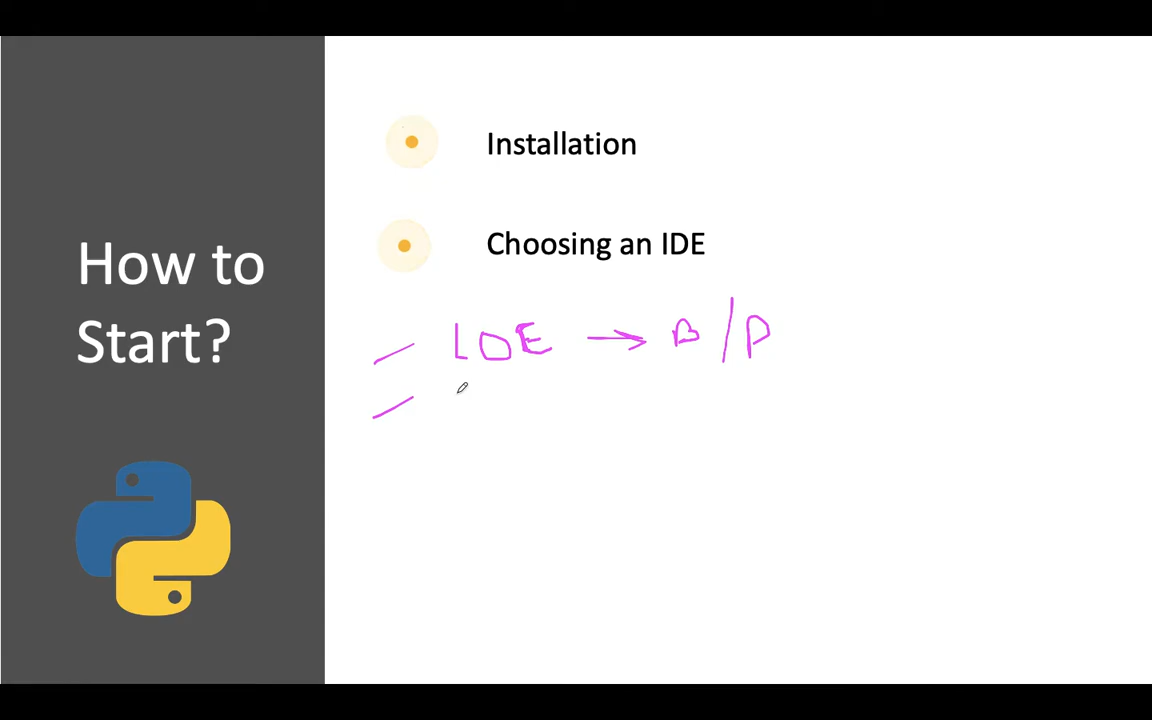 How to
Start?
Installation
Choosing an IDE
- IDE → B/P
-